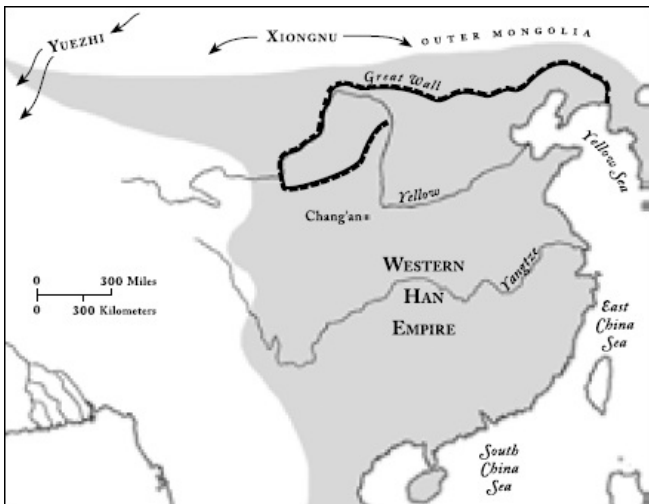 YUEZHI
XIONGNU
OUTER MONGOLIA
Great Wall
Yellow Sea
Yellow
Chang'an
0 300 Miles
0 300 Kilometers
WESTERN
HAN
EMPIRE
Yangtze
East
China
Sea
South
China
Sea